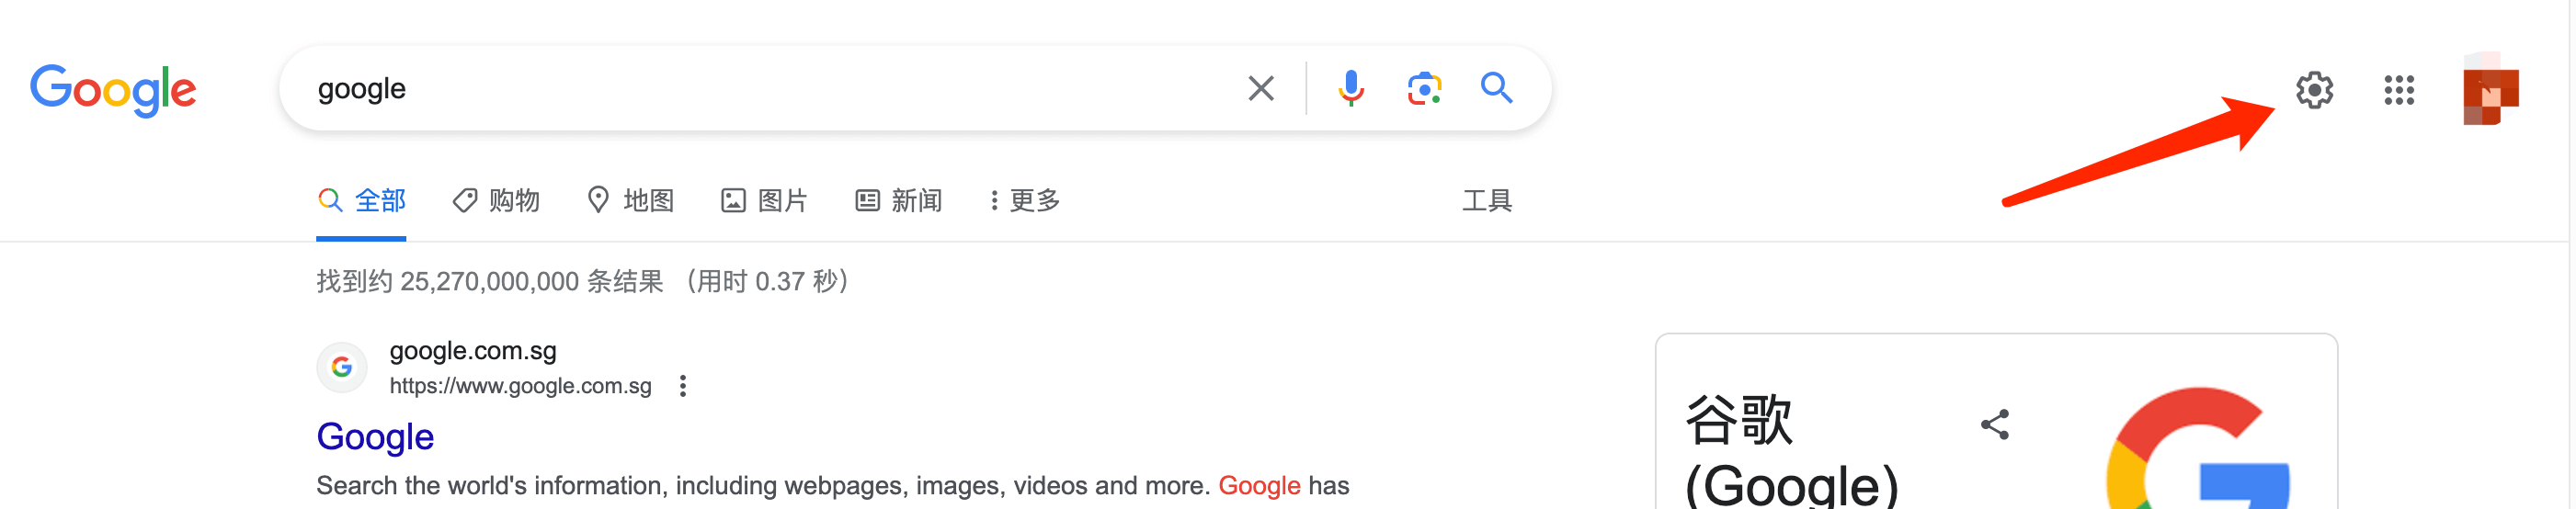 Google
google
全部 购物 地图 图片 新闻 更多 工具
找到约 25,270,000,000 条结果 （用时 0.37 秒）
google.com.sg
https://www.google.com.sg
Google
Search the world's information, including webpages, images, videos and more. Google has
谷歌
(Google)